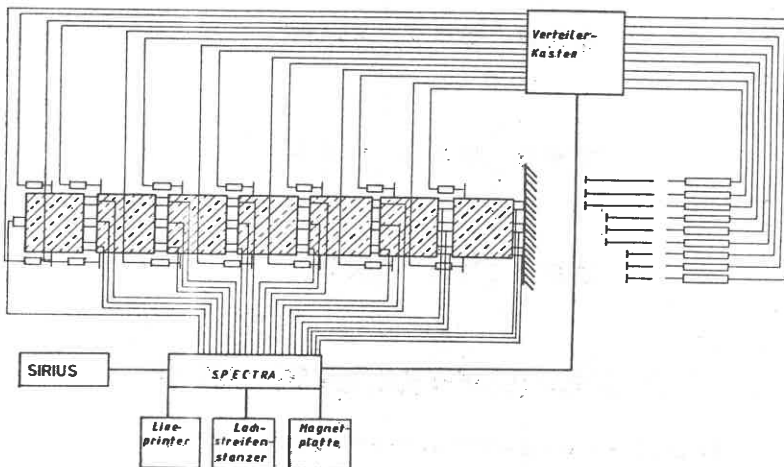 Verteiler-
Kasten
SIRIUS
SPECTRA
Line-
printer
Loch-
streifen-
stanzer
Magnet-
platte